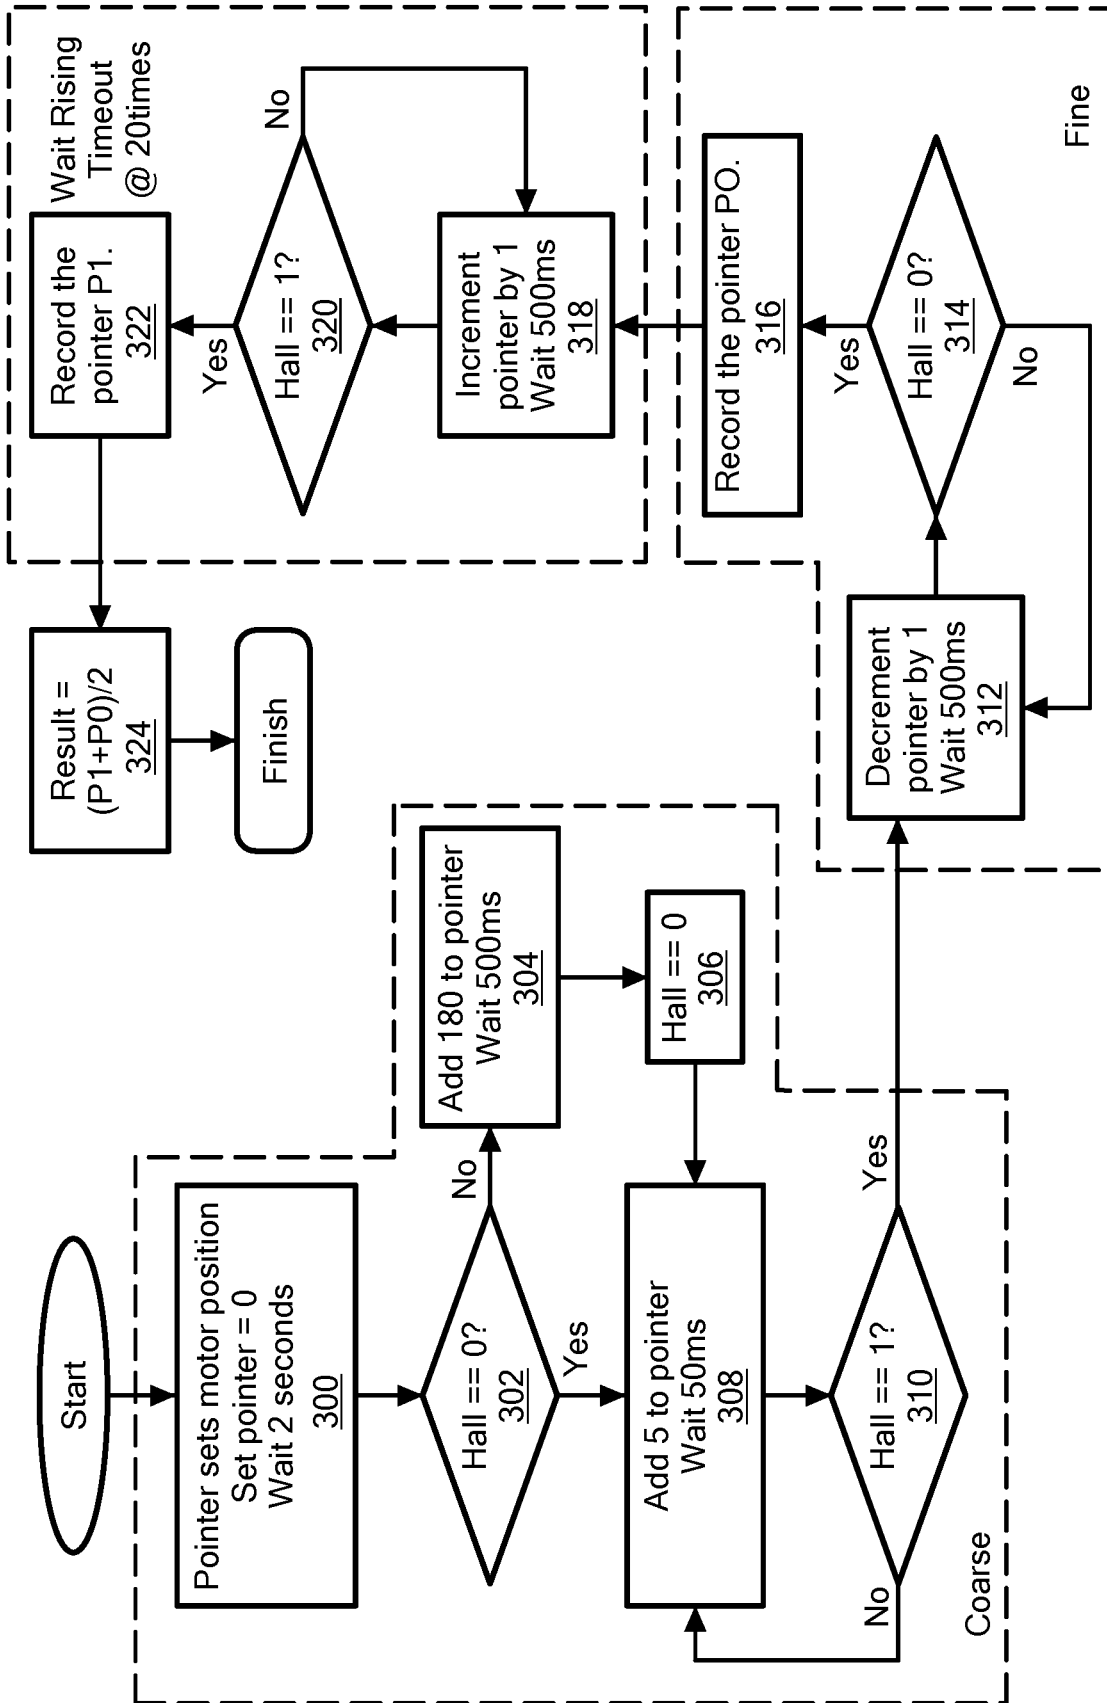 Start
Pointer sets motor position
Set pointer = 0
Wait 2 seconds
300
Hall == 0?
302
No
Yes
Add 180 to pointer
Wait 500ms
304
Hall == 0
306
Add 5 to pointer
Wait 50ms
308
Hall == 1?
310
No
Yes
Coarse
Decrement
pointer by 1
Wait 500ms
312
Hall == 0?
314
No
Yes
Record the pointer PO.
316
Fine
Increment
pointer by 1
Wait 500ms
318
Hall == 1?
320
No
Yes
Record the
pointer P1.
322
Wait Rising
Timeout
@ 20times
Result =
(P1+P0)/2
324
Finish